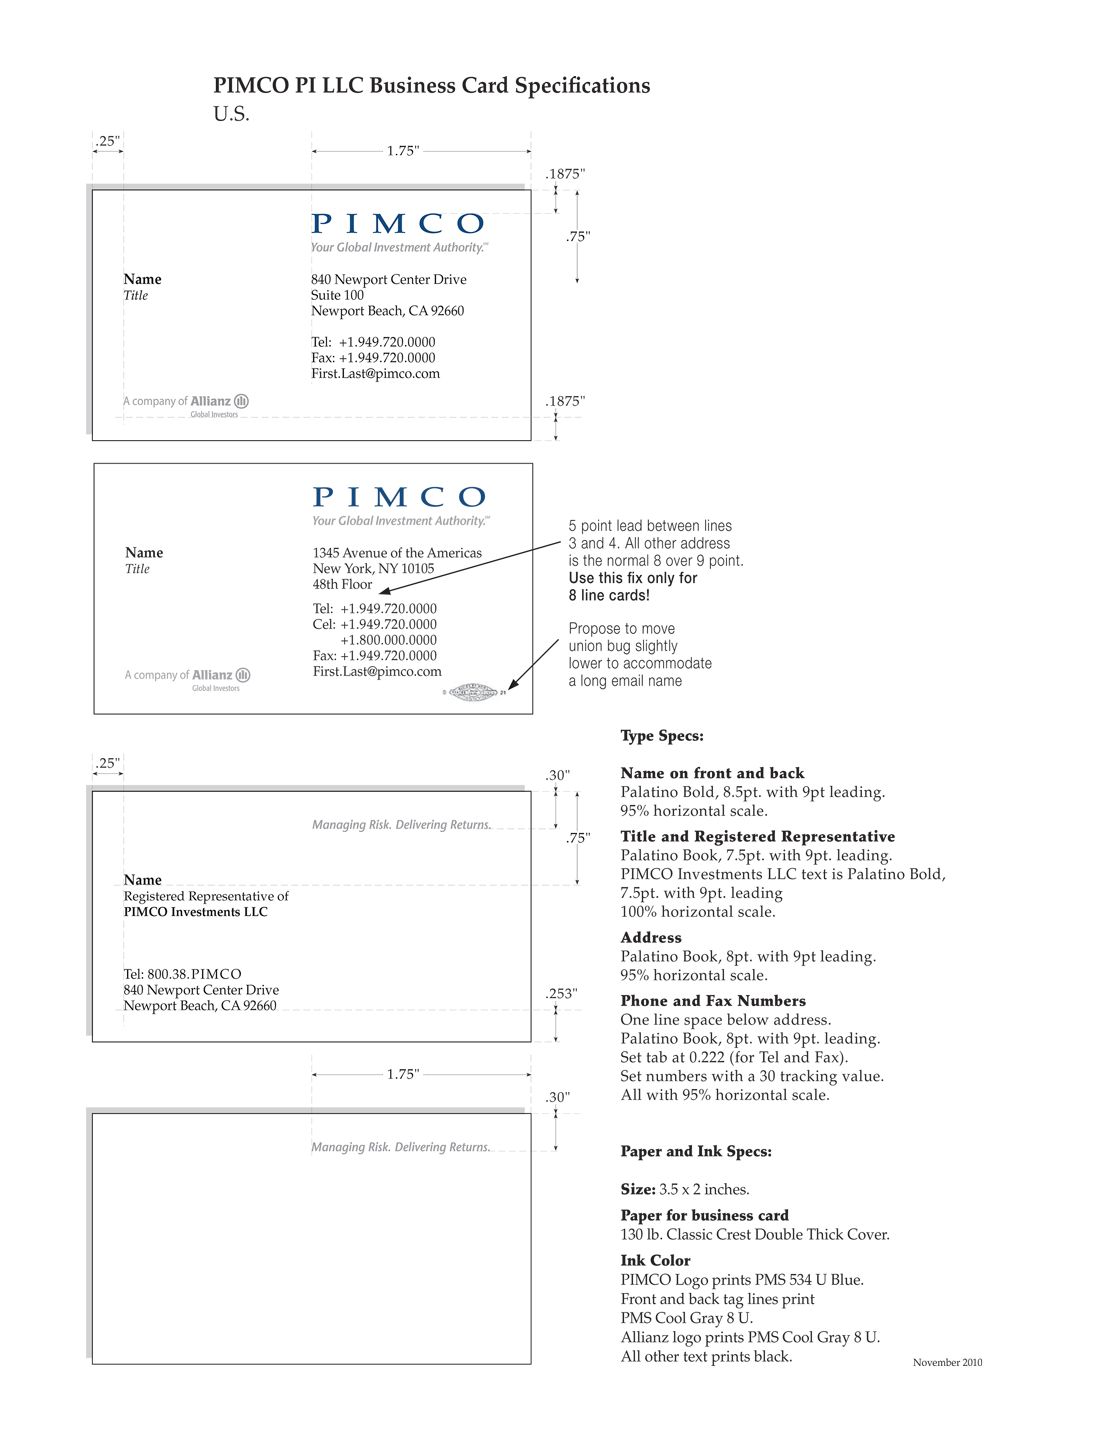 PIMCO PI LLC Business Card Specifications
U.S.
.25"
1.75"
.1875"
.75"
PIMCO
Your Global Investment Authority.℠
Name
Title
840 Newport Center Drive
Suite 100
Newport Beach, CA 92660
Tel: +1.949.720.0000
Fax: +1.949.720.0000
First.Last@pimco.com
A company of Allianz
Global Investors
.1875"
PIMCO
Your Global Investment Authority.℠
Name
Title
1345 Avenue of the Americas
New York, NY 10105
48th Floor
Tel: +1.949.720.0000
Cel: +1.949.720.0000
+1.800.000.0000
Fax: +1.949.720.0000
First.Last@pimco.com
A company of Allianz
Global Investors
21
5 point lead between lines
3 and 4. All other address
is the normal 8 over 9 point.
Use this fix only for
8 line cards!
Propose to move
union bug slightly
lower to accommodate
a long email name
.25"
.30"
.75"
Managing Risk. Delivering Returns.
Name
Registered Representative of
PIMCO Investments LLC
Tel: 800.38.PIMCO
840 Newport Center Drive
Newport Beach, CA 92660
.253"
1.75"
.30"
Managing Risk. Delivering Returns.
Type Specs:
Name on front and back
Palatino Bold, 8.5pt. with 9pt leading.
95% horizontal scale.
Title and Registered Representative
Palatino Book, 7.5pt. with 9pt. leading.
PIMCO Investments LLC text is Palatino Bold,
7.5pt. with 9pt. leading
100% horizontal scale.
Address
Palatino Book, 8pt. with 9pt leading.
95% horizontal scale.
Phone and Fax Numbers
One line space below address.
Palatino Book, 8pt. with 9pt. leading.
Set tab at 0.222 (for Tel and Fax).
Set numbers with a 30 tracking value.
All with 95% horizontal scale.
Paper and Ink Specs:
Size: 3.5 x 2 inches.
Paper for business card
130 lb. Classic Crest Double Thick Cover.
Ink Color
PIMCO Logo prints PMS 534 U Blue.
Front and back tag lines print
PMS Cool Gray 8 U.
Allianz logo prints PMS Cool Gray 8 U.
All other text prints black.
November 2010